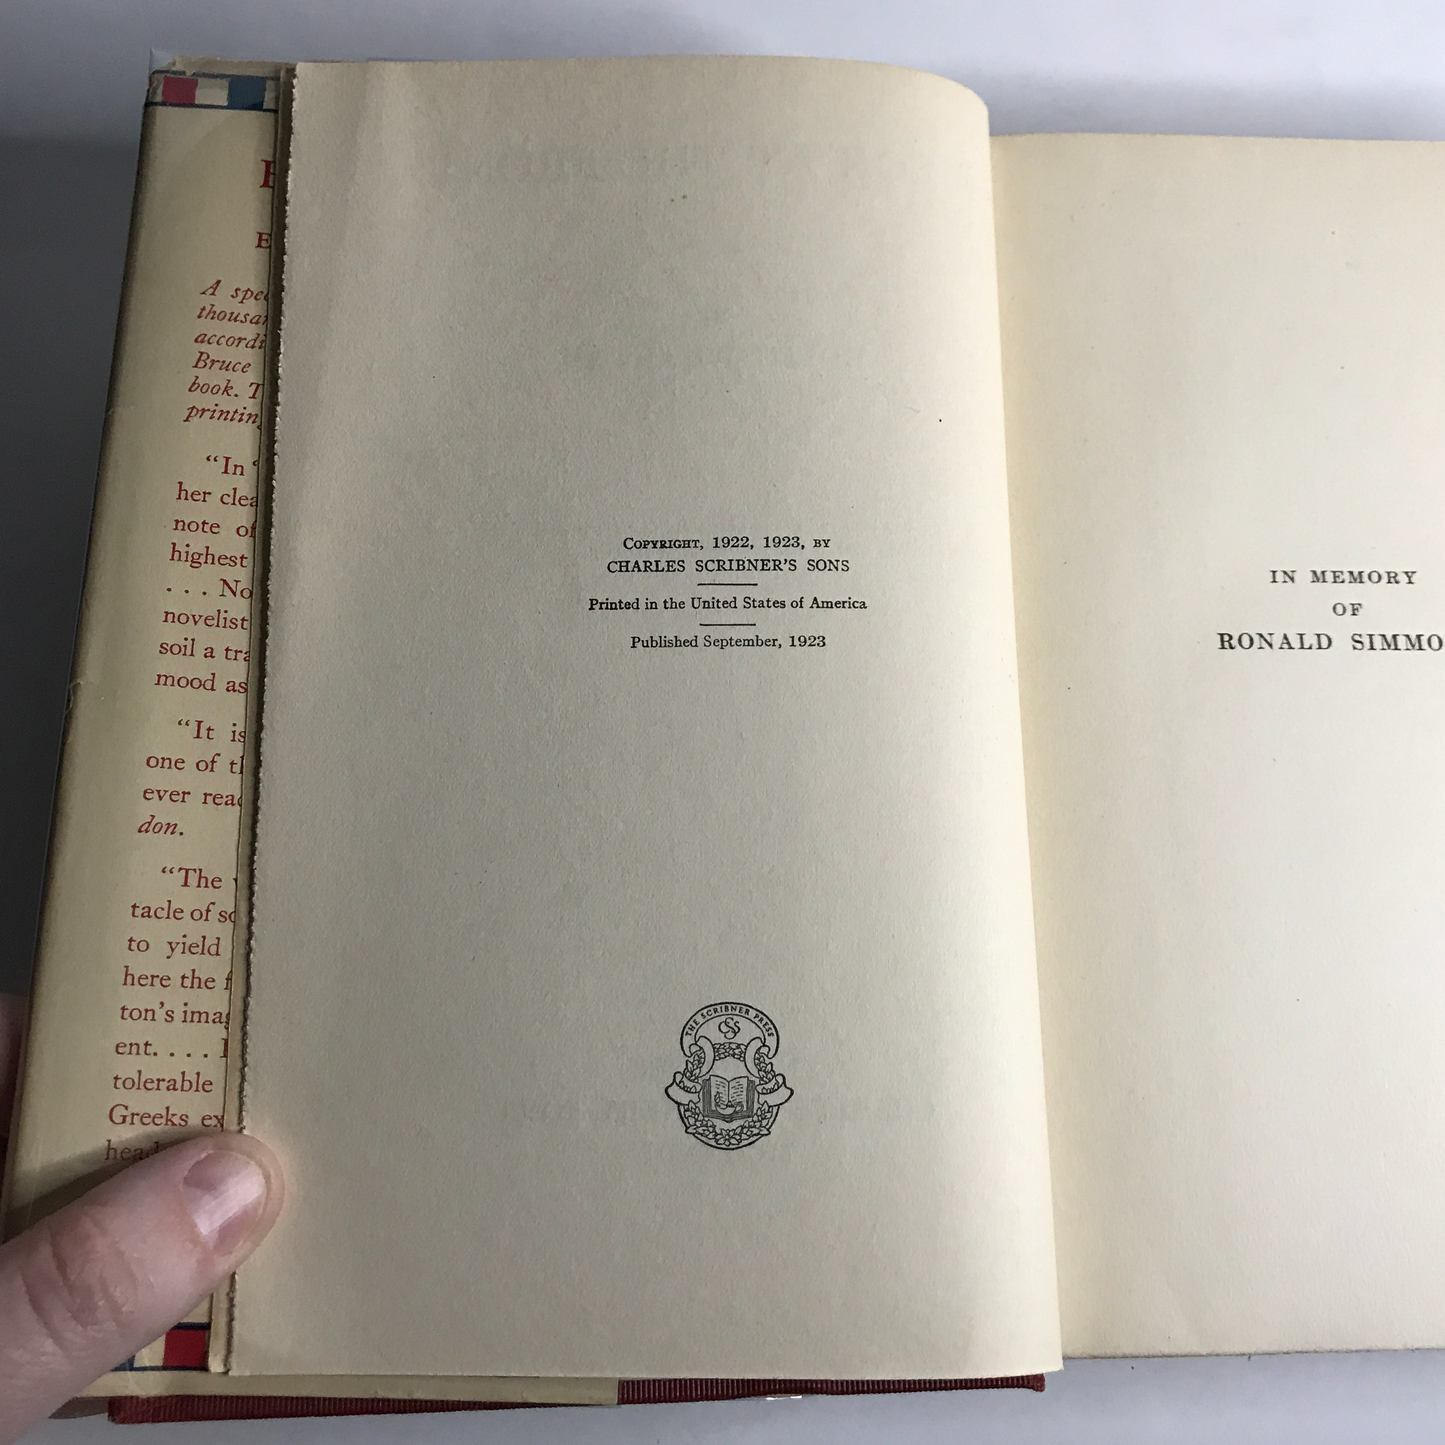 A
thousa
accordi
Bruce
book. T
printin
"In
her clea
note of
highest
. . . No
novelist
soil a tra
mood as
"It is
one of
ever rea
don.
"The
tacle of
to yield
here the
ton's ima
ent. . . .
tolerable
Greeks ex
COPYRIGHT, 1922, 1923, BY
CHARLES SCRIBNER'S SONS
Printed in the United States of America
Published September, 1923
THE SCRIBNER PRESS
CSS
IN MEMORY
OF
RONALD SIMMO